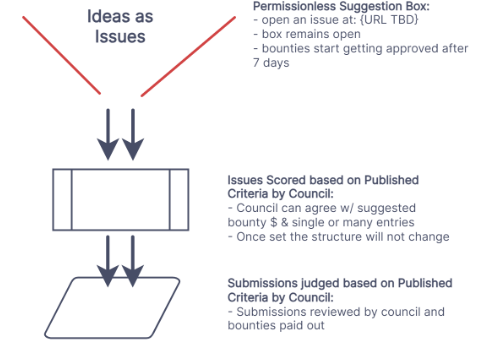 Ideas as
Issues
Permissionless Suggestion Box:
- open an issue at: {URL TBD}
- box remains open
- bounties start getting approved after
7 days
Issues Scored based on Published
Criteria by Council:
- Council can agree w/ suggested
bounty $ & single or many entries
- Once set the structure will not change
Submissions judged based on Published
Criteria by Council:
- Submissions reviewed by council and
bounties paid out